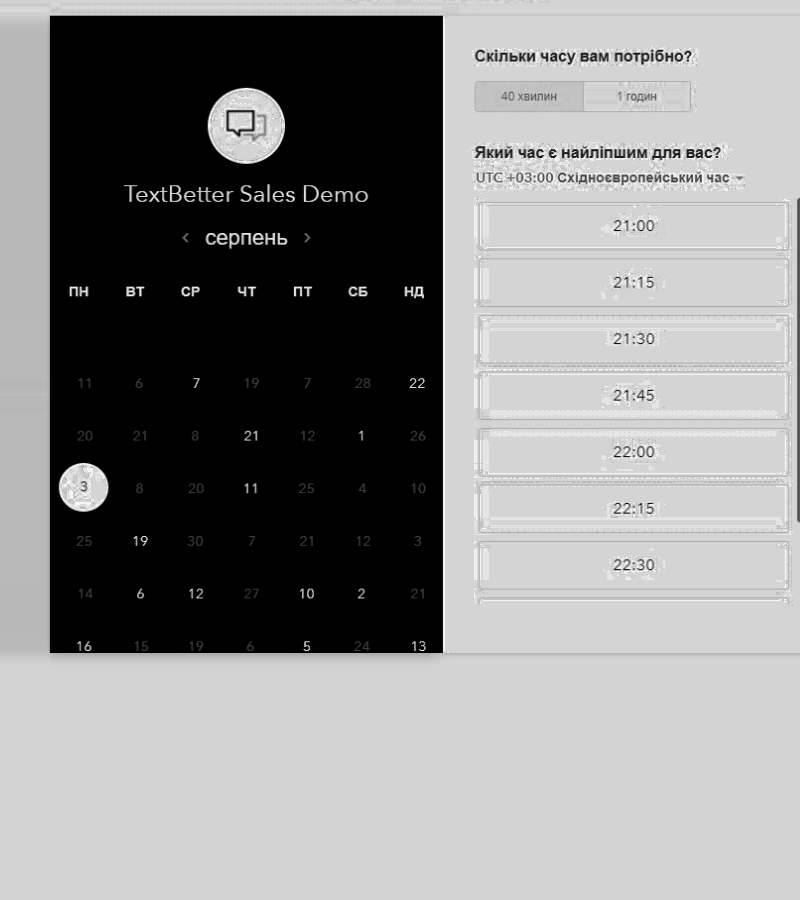 TextBetter Sales Demo
серпень
ПН ВТ СР ЧТ ПТ СБ НД
11 6 7 19 7 28 22
20 21 8 21 12 1 26
3 8 20 11 25 4 10
25 19 30 7 21 12 3
14 6 12 27 10 2 21
16 15 19 6 5 24 13
Скільки часу вам потрібно?
40 хвилин 1 годин
Який час є найліпшим для вас?
UTC +03:00 Східноєвропейський час
21:00
21:15
21:30
21:45
22:00
22:15
22:30